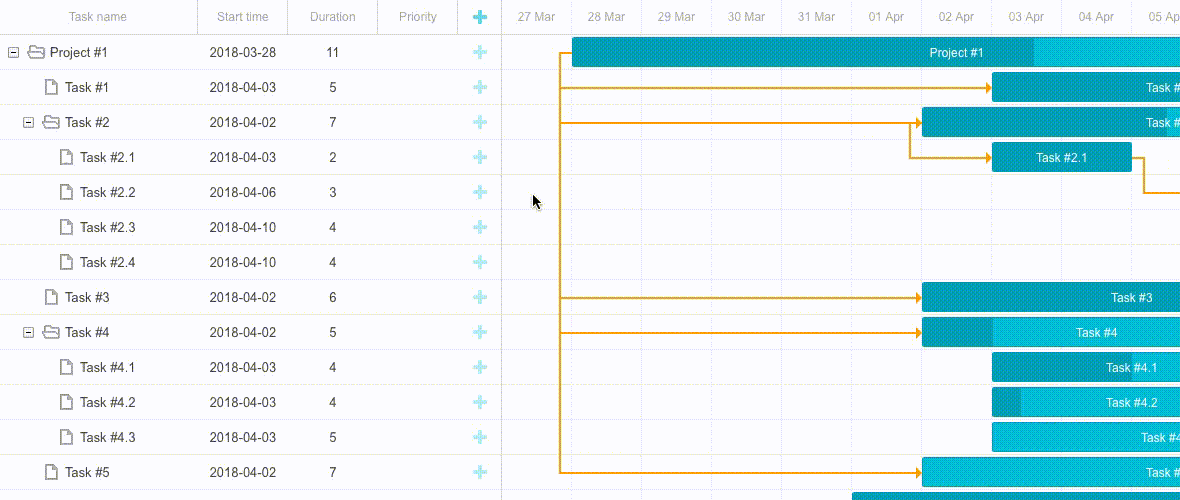 Task name Start time Duration Priority 27 Mar 28 Mar 29 Mar 30 Mar 31 Mar 01 Apr 02 Apr 03 Apr 04 Apr 05 Ap
Project #1 2018-03-28 11 Project #1
Task #1 2018-04-03 5 Task #
Task #2 2018-04-02 7 Task #
Task #2.1 2018-04-03 2 Task #2.1
Task #2.2 2018-04-06 3
Task #2.3 2018-04-10 4
Task #2.4 2018-04-10 4
Task #3 2018-04-02 6 Task #3
Task #4 2018-04-02 5 Task #4
Task #4.1 2018-04-03 4 Task #4.1
Task #4.2 2018-04-03 4 Task #4.2
Task #4.3 2018-04-03 5 Task #4
Task #5 2018-04-02 7 Task #